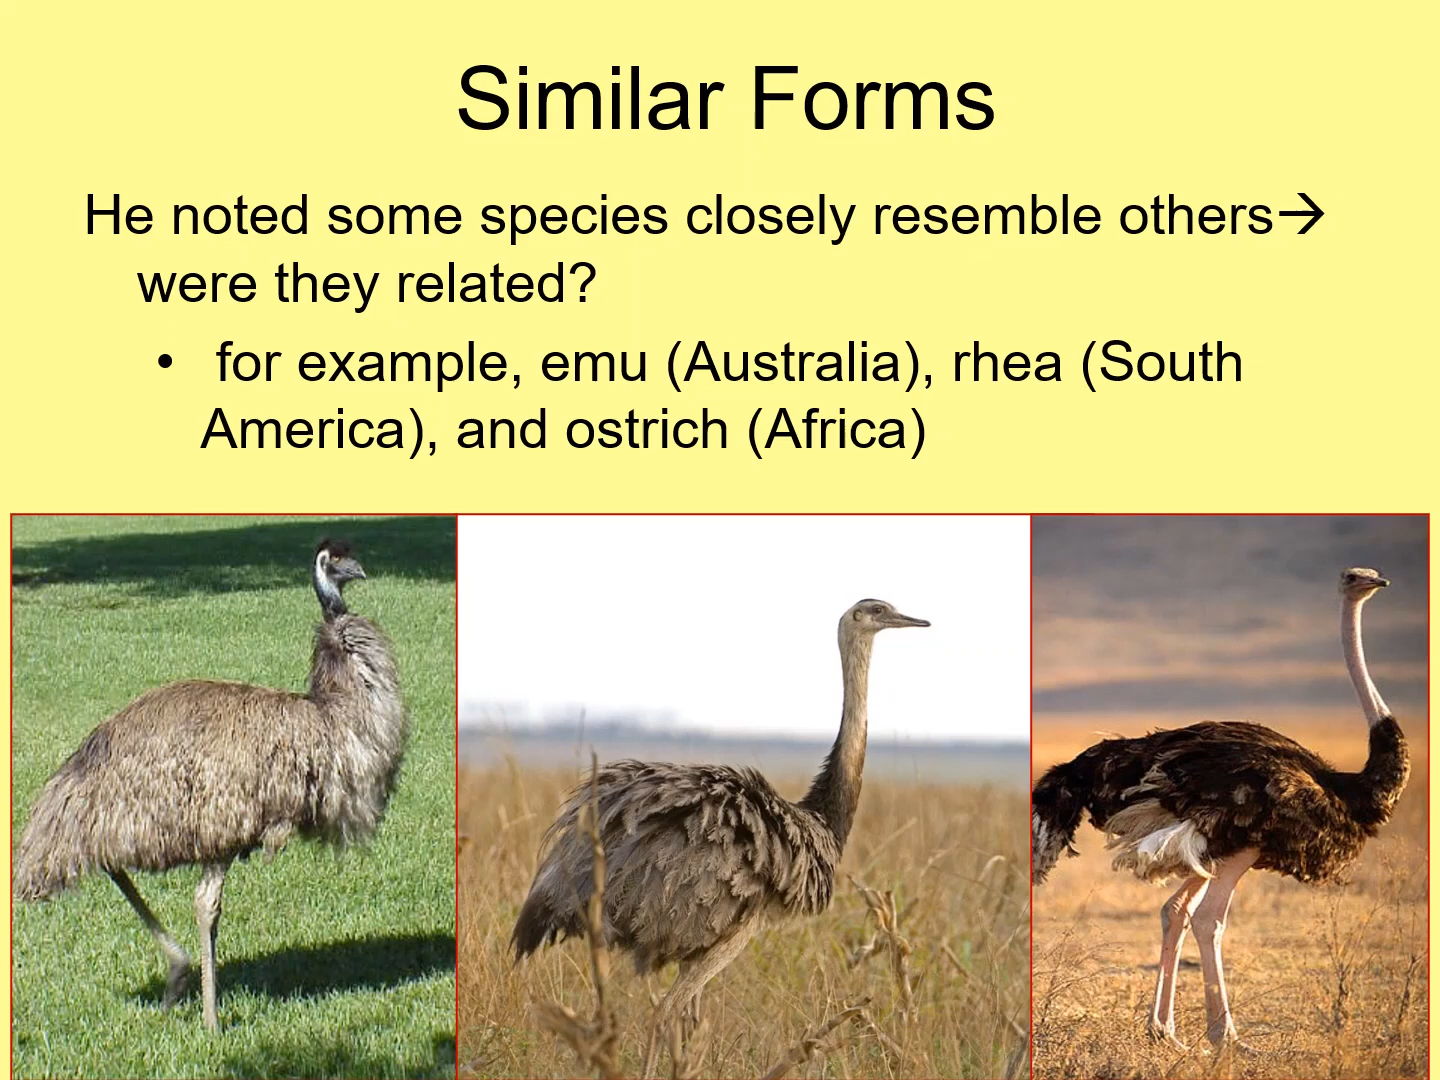 Similar Forms
He noted some species closely resemble others→
were they related?
• for example, emu (Australia), rhea (South
America), and ostrich (Africa)